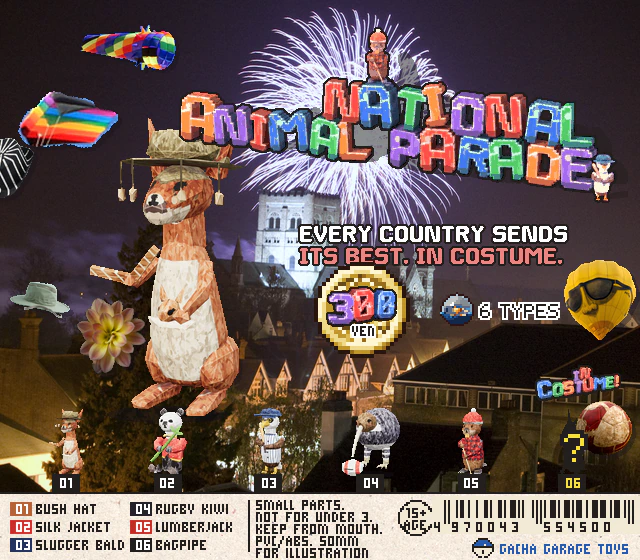 NATIONAL
ANIMAL PARADE
EVERY COUNTRY SENDS
ITS BEST. IN COSTUME.
300
YEN
6 TYPES
IN
COSTUME!
?
01
02
03
04
05
06
01 BUSH HAT
02 SILK JACKET
03 SLUGGER BALD
04 RUGBY KIWI
05 LUMBERJACK
06 BAGPIPE
SMALL PARTS.
NOT FOR UNDER 3.
KEEP FROM MOUTH.
PVC/ABS. 50MM
FOR ILLUSTRATION
15+
AGE
4 970043 554500
GACHA GARAGE TOYS